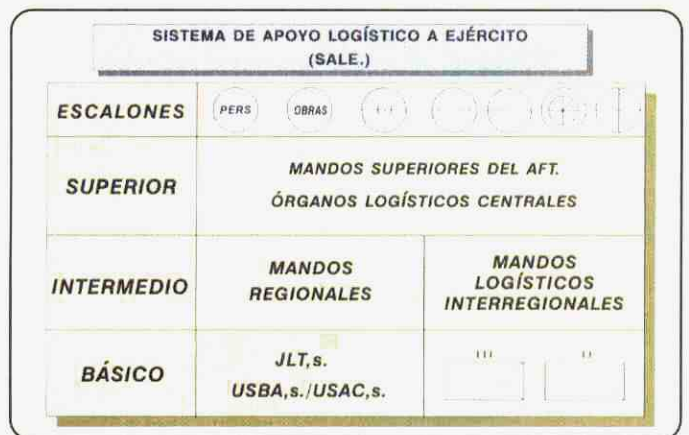 SISTEMA DE APOYO LOGÍSTICO A EJÉRCITO
(SALE.)
ESCALONES PERS OBRAS
SUPERIOR
MANDOS SUPERIORES DEL AFT.
ÓRGANOS LOGÍSTICOS CENTRALES
INTERMEDIO
MANDOS
REGIONALES
MANDOS
LOGÍSTICOS
INTERREGIONALES
BÁSICO
JLT,s.
USBA,s./USAC,s.
III
II